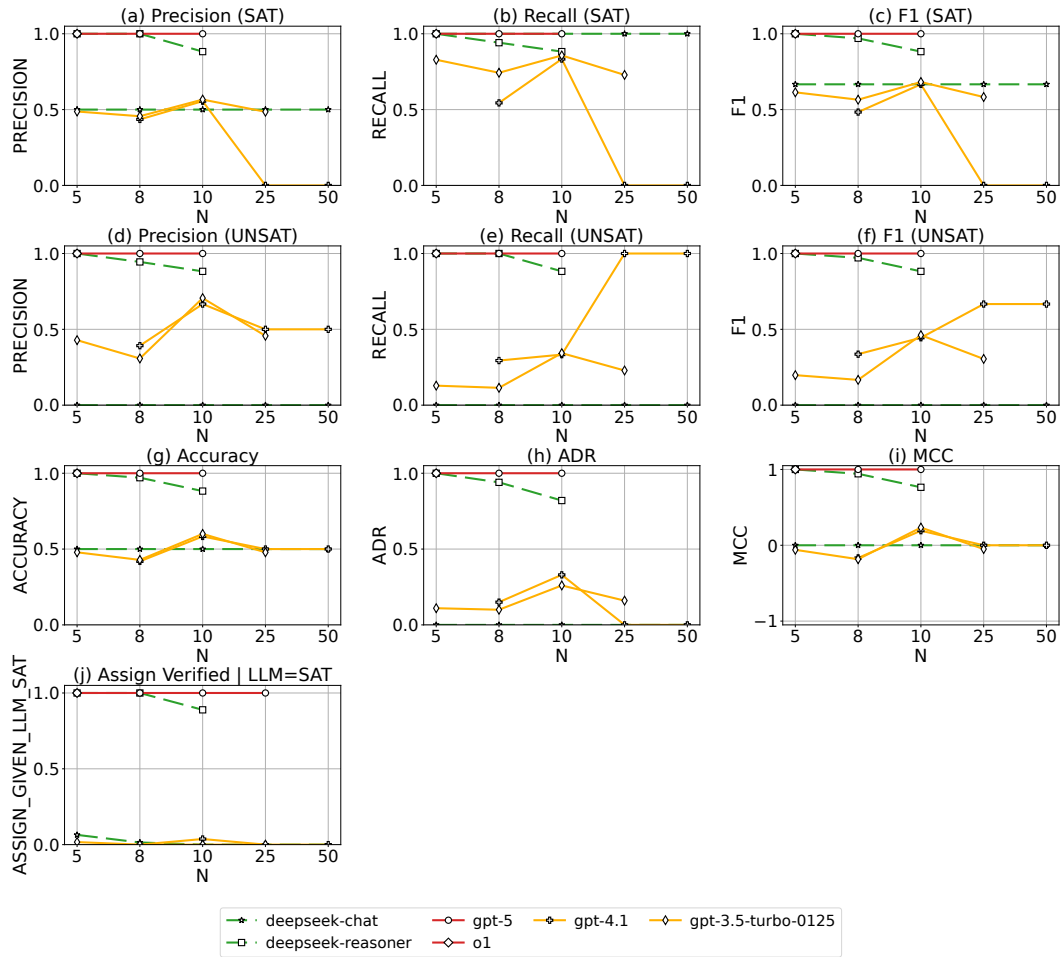 (a) Precision (SAT)
(b) Recall (SAT)
(c) F1 (SAT)
PRECISION
1.0
0.5
0.0
5 8 10 25 50
N
RECALL
1.0
0.5
0.0
5 8 10 25 50
N
F1
1.0
0.5
0.0
5 8 10 25 50
N
(d) Precision (UNSAT)
(e) Recall (UNSAT)
(f) F1 (UNSAT)
PRECISION
1.0
0.5
0.0
5 8 10 25 50
N
RECALL
1.0
0.5
0.0
5 8 10 25 50
N
F1
1.0
0.5
0.0
5 8 10 25 50
N
(g) Accuracy
(h) ADR
(i) MCC
ACCURACY
1.0
0.5
0.0
5 8 10 25 50
N
ADR
1.0
0.5
0.0
5 8 10 25 50
N
MCC
1
0
−1
5 8 10 25 50
N
(j) Assign Verified | LLM=SAT
ASSIGN_GIVEN_LLM_SAT
1.0
0.5
0.0
5 8 10 25 50
N
deepseek-chat gpt-5 gpt-4.1 gpt-3.5-turbo-0125
deepseek-reasoner o1